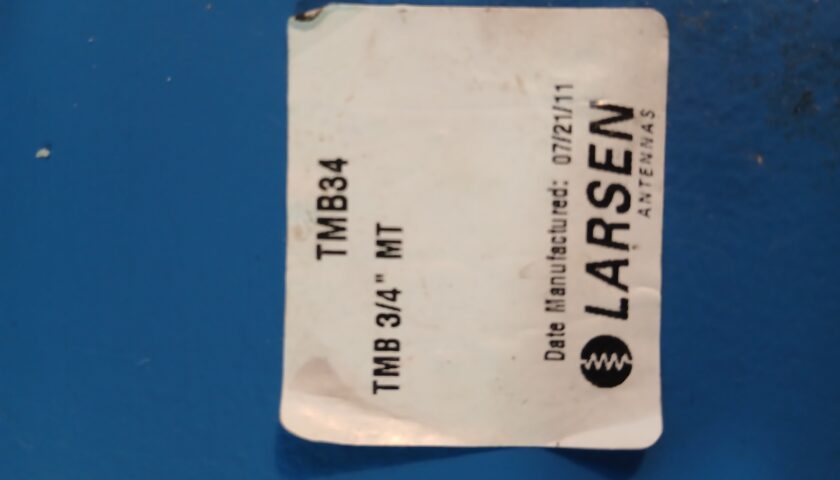 TMB34
TMB 3/4" MT
Date Manufactured: 07/21/11
LARSEN
ANTENNAS